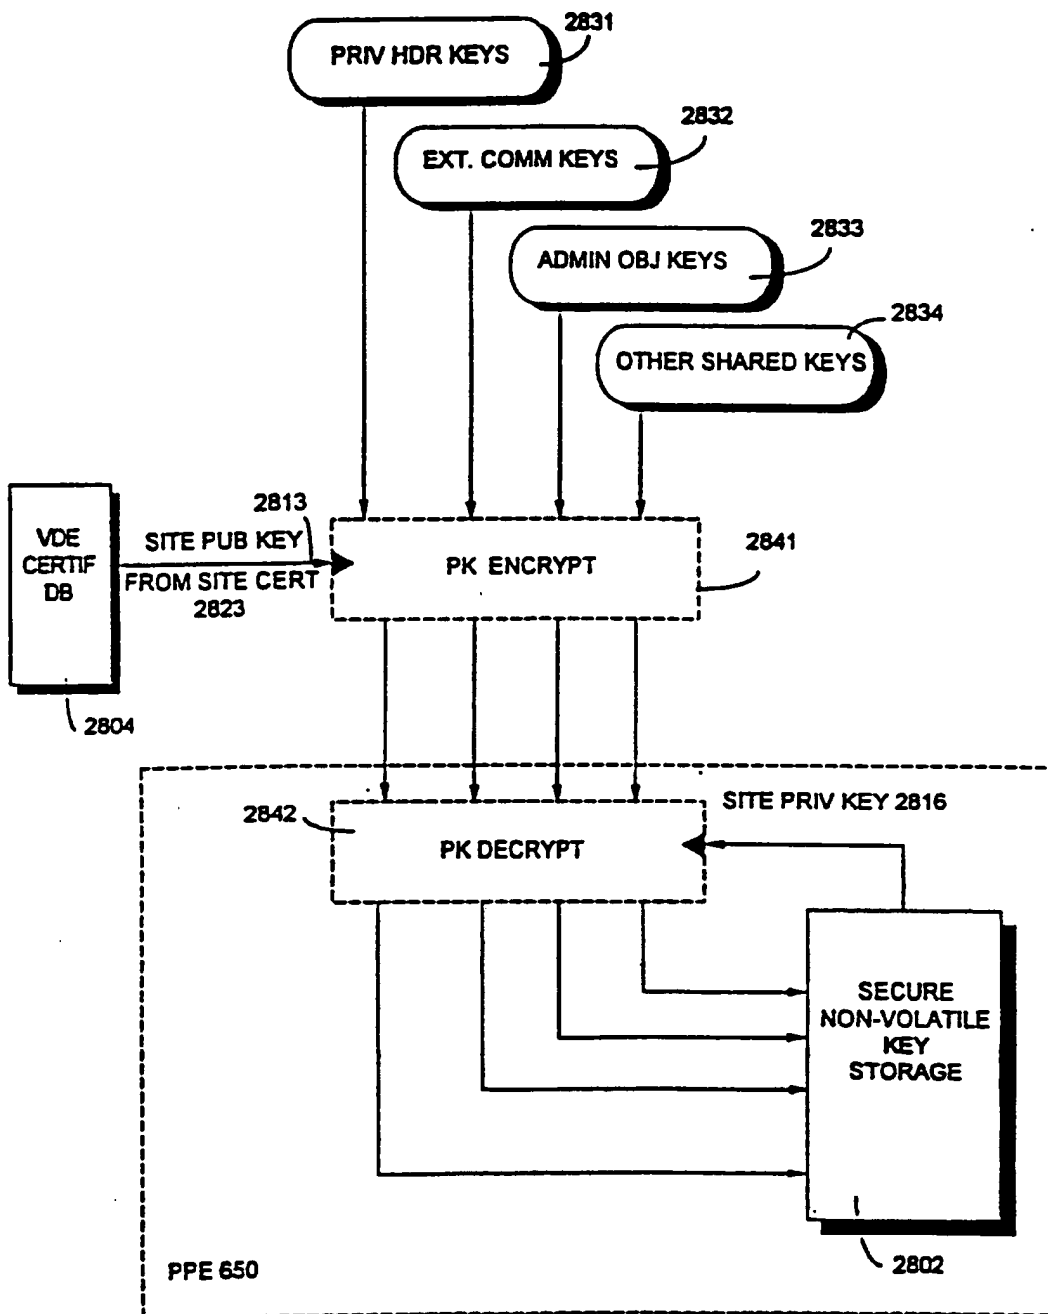 2831
PRIV HDR KEYS
2832
EXT. COMM KEYS
2833
ADMIN OBJ KEYS
2834
OTHER SHARED KEYS
2813
VDE
CERTIF
DB
SITE PUB KEY
FROM SITE CERT
2823
PK ENCRYPT
2841
2804
SITE PRIV KEY 2816
2842
PK DECRYPT
SECURE
NON-VOLATILE
KEY
STORAGE
2802
PPE 650